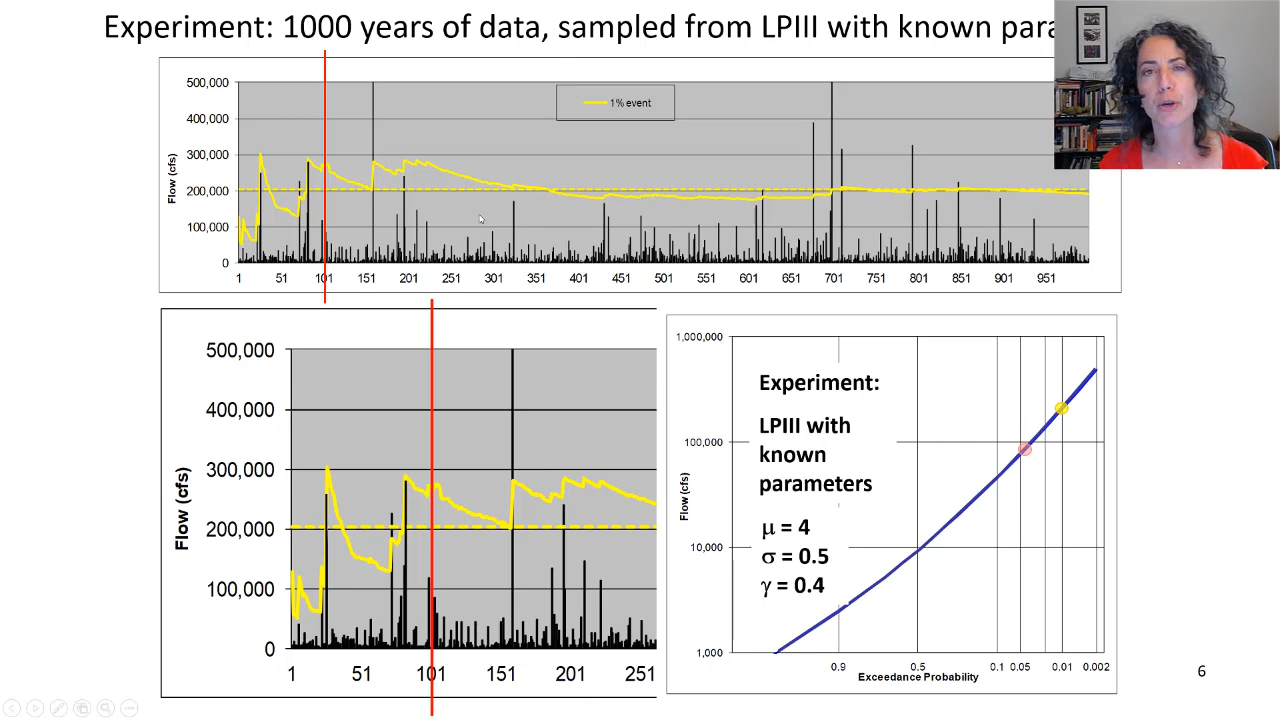 Experiment: 1000 years of data, sampled from LPIII with known para
500,000
400,000
300,000
200,000
100,000
0
Flow (cfs)
1% event
1 51 101 151 201 251 301 351 401 451 501 551 601 651 701 751 801 851 901 951
500,000
400,000
300,000
200,000
100,000
0
Flow (cfs)
1 51 101 151 201 251
1,000,000
100,000
10,000
1,000
Flow (cfs)
Experiment:
LPIII with
known
parameters
μ = 4
σ = 0.5
γ = 0.4
0.9 0.5 0.1 0.05 0.01 0.002
Exceedance Probability
6